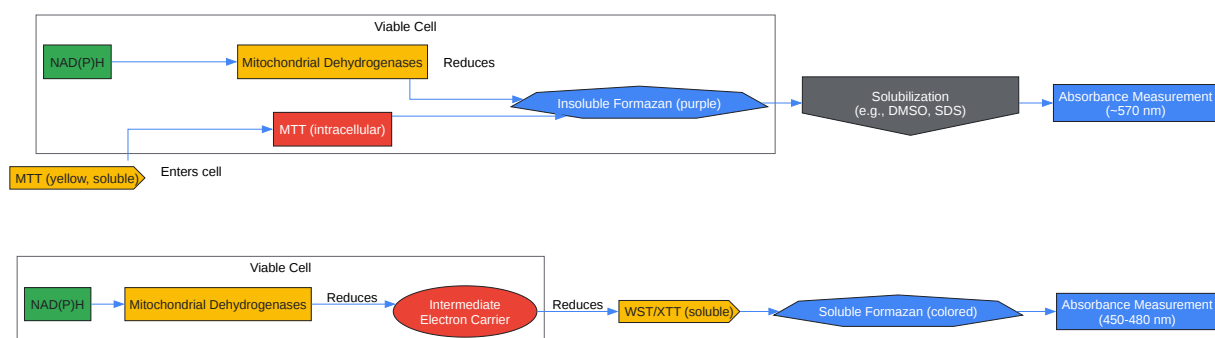 Viable Cell
NAD(P)H
Mitochondrial Dehydrogenases
Reduces
Insoluble Formazan (purple)
Solubilization
(e.g., DMSO, SDS)
Absorbance Measurement
(~570 nm)
MTT (intracellular)
MTT (yellow, soluble)
Enters cell
Viable Cell
NAD(P)H
Mitochondrial Dehydrogenases
Reduces
Intermediate
Electron Carrier
Reduces
WST/XTT (soluble)
Soluble Formazan (colored)
Absorbance Measurement
(450-480 nm)